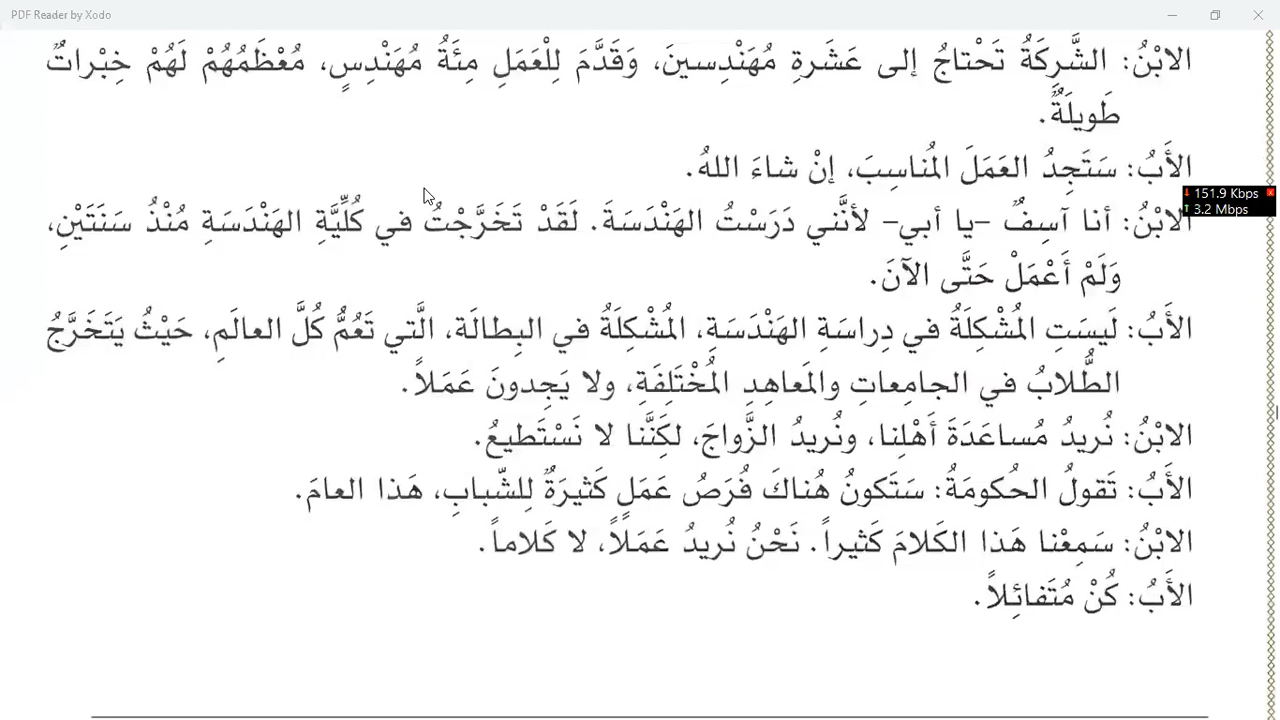 PDF Reader by Xodo
الابْنُ: الشَّرِكَةُ تَحْتاجُ إلى عَشَرةِ مُهَنْدِسينَ، وَقَدَّمَ لِلْعَمَلِ مِئَةُ مُهَنْدِسٍ، مُعْظَمُهُمْ لَهُمْ خِبْراتٌ
طَويلَةٌ.
الأَبُ: سَتَجِدُ العَمَلَ المُناسِبَ، إنْ شاءَ اللهُ.
151.9 Kbps
3.2 Mbps
الابْنُ: أنا آسِفٌ –يا أبي– لأنَّني دَرَسْتُ الهَنْدَسَةَ. لَقَدْ تَخَرَّجْتُ في كُلِّيَّةِ الهَنْدَسَةِ مُنْذُ سَنَتَيْنِ،
وَلَمْ أَعْمَلْ حَتَّى الآنَ.
الأَبُ: لَيسَتِ المُشْكِلَةُ في دِراسَةِ الهَنْدَسَةِ، المُشْكِلَةُ في البِطالَة، الَّتي تَعُمُّ كُلَّ العالَمِ، حَيْثُ يَتَخَرَّجُ
الطُّلابُ في الجامِعاتِ والمَعاهِدِ المُخْتَلِفَةِ، ولا يَجِدونَ عَمَلاً.
الابْنُ: نُريدُ مُساعَدَةَ أَهْلِنا، ونُريدُ الزَّواجَ، لكِنَّنا لا نَسْتَطيعُ.
الأَبُ: تَقولُ الحُكومَةُ: سَتَكونُ هُناكَ فُرَصُ عَمَلٍ كَثيرَةٌ لِلشّبابِ، هَذا العامَ.
الابْنُ: سَمِعْنا هَذا الكَلامَ كَثيراً. نَحْنُ نُريدُ عَمَلاً، لا كَلاماً.
الأَبُ: كُنْ مُتَفائِلاً.